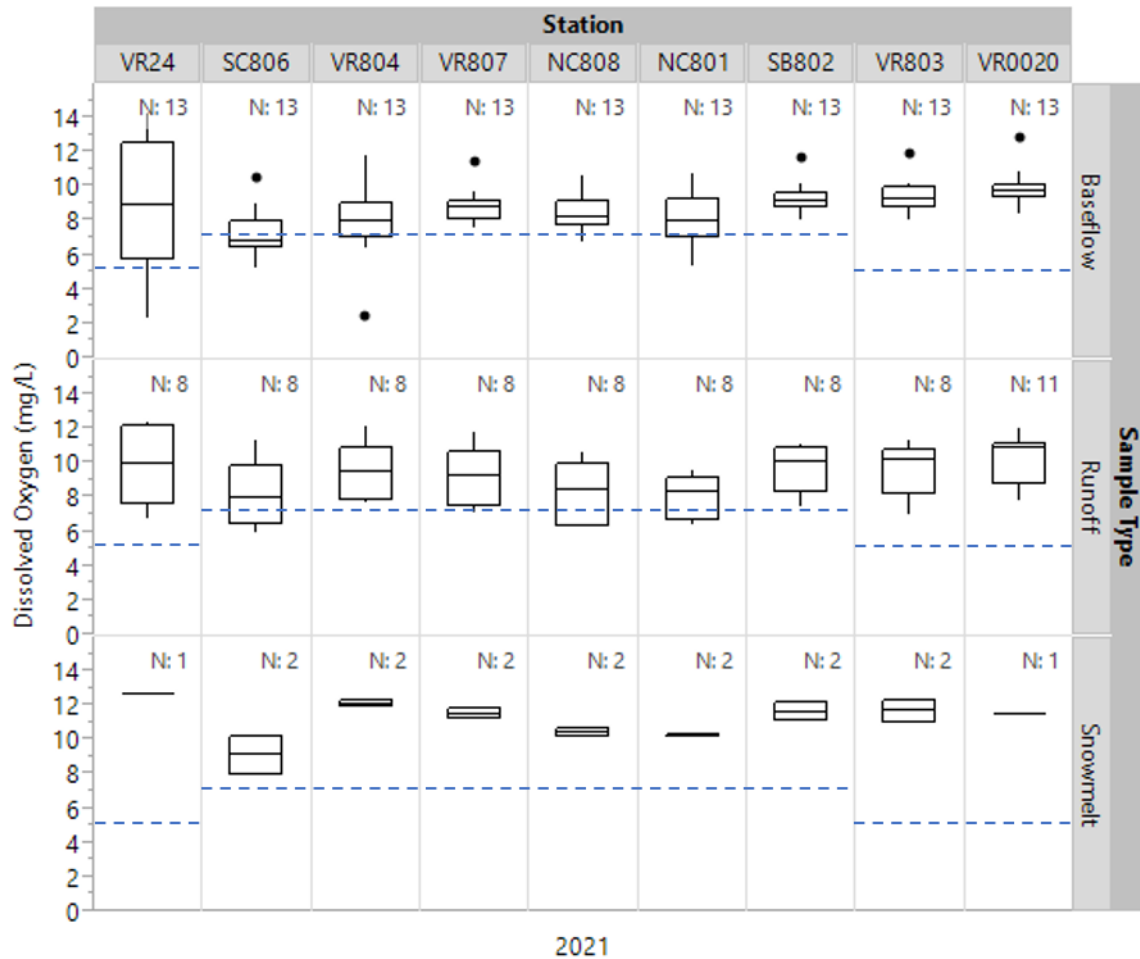 Station
VR24 SC806 VR804 VR807 NC808 NC801 SB802 VR803 VR0020
N: 13 N: 13 N: 13 N: 13 N: 13 N: 13 N: 13 N: 13 N: 13
14
12
10
8
6
4
2
0
Baseflow
N: 8 N: 8 N: 8 N: 8 N: 8 N: 8 N: 8 N: 8 N: 11
14
12
10
8
6
4
2
0
Runoff
N: 1 N: 2 N: 2 N: 2 N: 2 N: 2 N: 2 N: 2 N: 1
14
12
10
8
6
4
2
0
Snowmelt
Dissolved Oxygen (mg/L)
Sample Type
2021